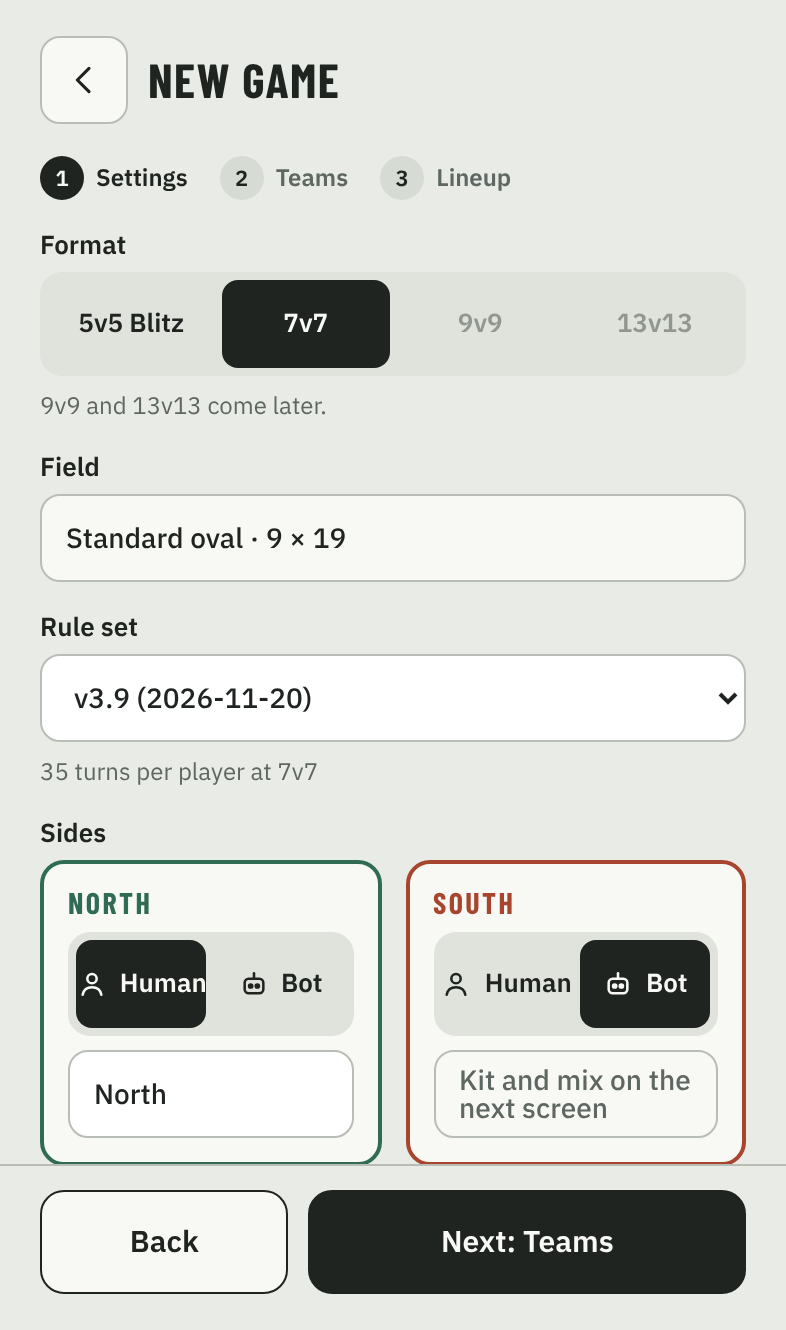 NEW GAME
1 Settings 2 Teams 3 Lineup
Format
5v5 Blitz 7v7 9v9 13v13
9v9 and 13v13 come later.
Field
Standard oval · 9 × 19
Rule set
v3.9 (2026-11-20)
35 turns per player at 7v7
Sides
NORTH
Human Bot
North
SOUTH
Human Bot
Kit and mix on the
next screen
Back Next: Teams